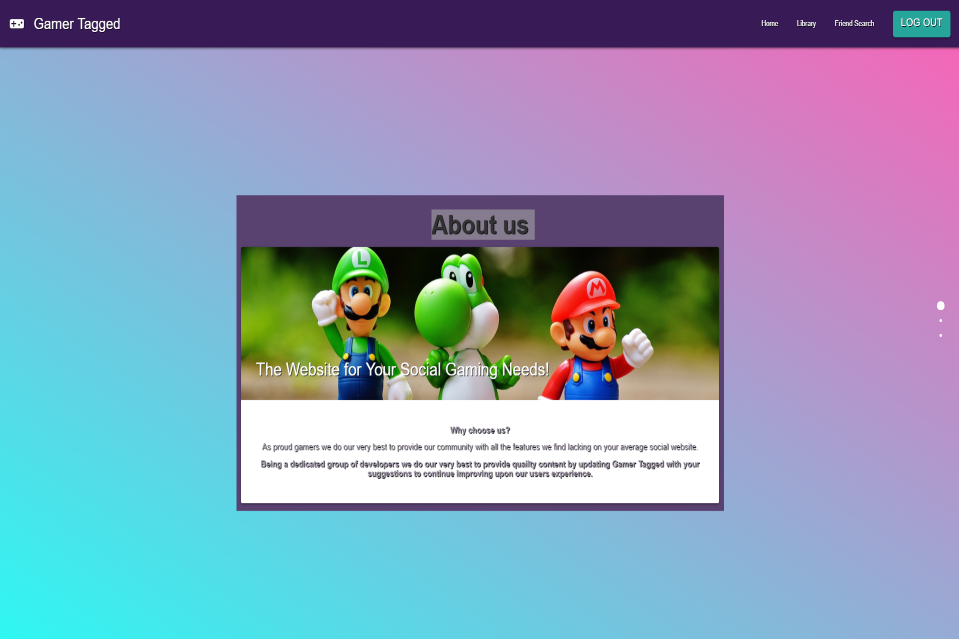 Gamer Tagged
Home
Library
Friend Search
LOG OUT
About us
L
M
The Website for Your Social Gaming Needs!
Why choose us?
As proud gamers we do our very best to provide our community with all the features we find lacking on your average social website.
Being a dedicated group of developers we do our very best to provide quailty content by updating Gamer Tagged with your
suggestions to continue improving upon our users experience.